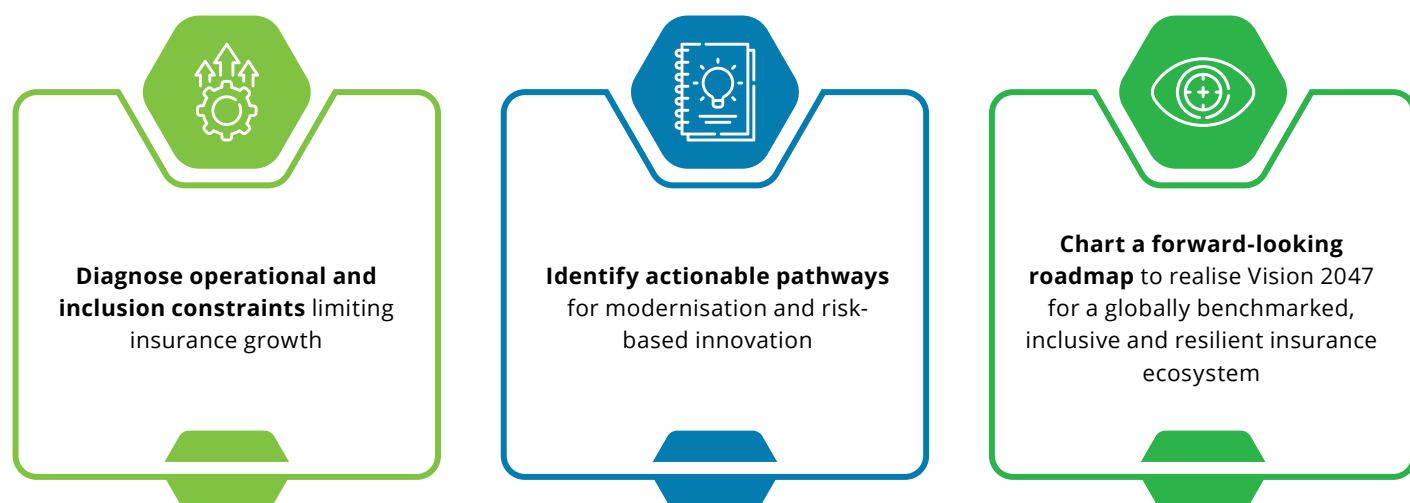 Diagnose operational and
inclusion constraints limiting
insurance growth
Identify actionable pathways
for modernisation and risk-
based innovation
Chart a forward-looking
roadmap to realise Vision 2047
for a globally benchmarked,
inclusive and resilient insurance
ecosystem